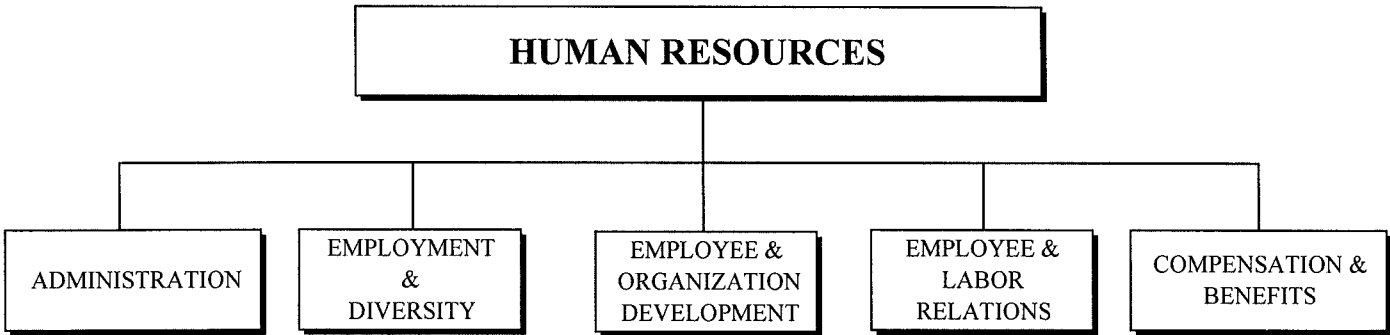 HUMAN RESOURCES
ADMINISTRATION
EMPLOYMENT
&
DIVERSITY
EMPLOYEE &
ORGANIZATION
DEVELOPMENT
EMPLOYEE &
LABOR
RELATIONS
COMPENSATION &
BENEFITS